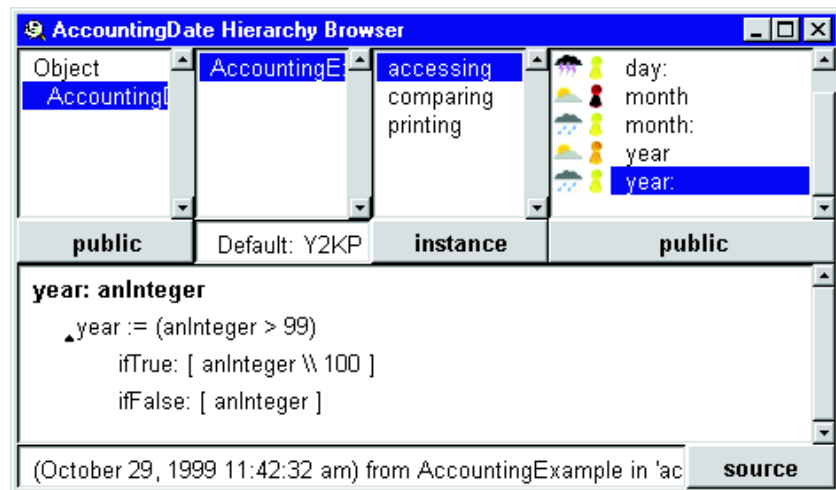 AccountingDate Hierarchy Browser
Object
AccountingD
AccountingE
accessing
comparing
printing
day:
month
month:
year
year:
public
Default: Y2KP
instance
public
year: anInteger
year := (anInteger > 99)
ifTrue: [ anInteger \\ 100 ]
ifFalse: [ anInteger ]
(October 29, 1999 11:42:32 am) from AccountingExample in 'ac
source